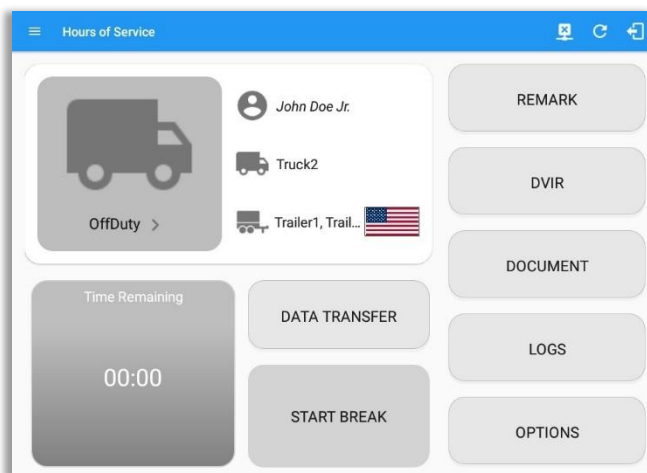 Hours of Service
John Doe Jr.
Truck2
Trailer1, Trail...
OffDuty >
Time Remaining
00:00
DATA TRANSFER
START BREAK
REMARK
DVIR
DOCUMENT
LOGS
OPTIONS